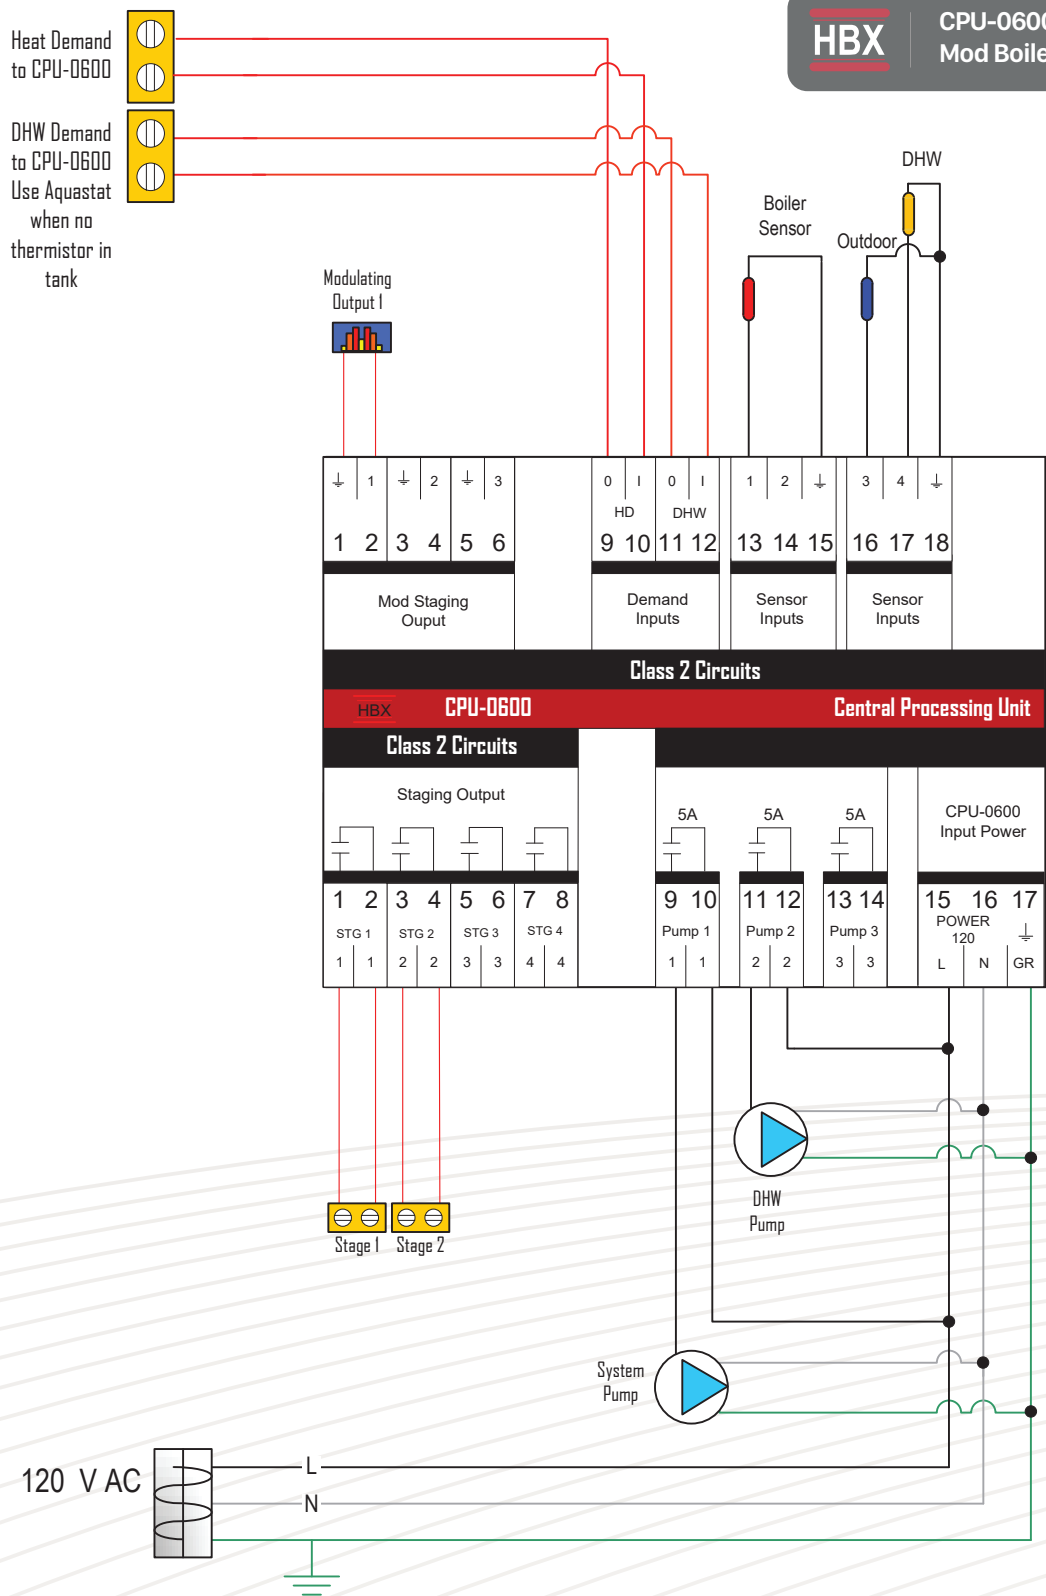 HBX
CPU-0600
Mod Boile
Heat Demand
to CPU-0600
DHW Demand
to CPU-0600
Use Aquastat
when no
thermistor in
tank
Modulating
Output 1
Boiler
Sensor
Outdoor
DHW
1 2 3 0 I 0 I 1 2 3 4
HD DHW
1 2 3 4 5 6 9 10 11 12 13 14 15 16 17 18
Mod Staging
Ouput
Demand
Inputs
Sensor
Inputs
Sensor
Inputs
Class 2 Circuits
HBX CPU-0600 Central Processing Unit
Class 2 Circuits
Staging Output
5A 5A 5A
CPU-0600
Input Power
1 2 3 4 5 6 7 8 9 10 11 12 13 14 15 16 17
STG 1 STG 2 STG 3 STG 4 Pump 1 Pump 2 Pump 3
POWER
120
1 1 2 2 3 3 4 4 1 1 2 2 3 3 L N GR
DHW
Pump
Stage 1 Stage 2
System
Pump
120 V AC
L
N